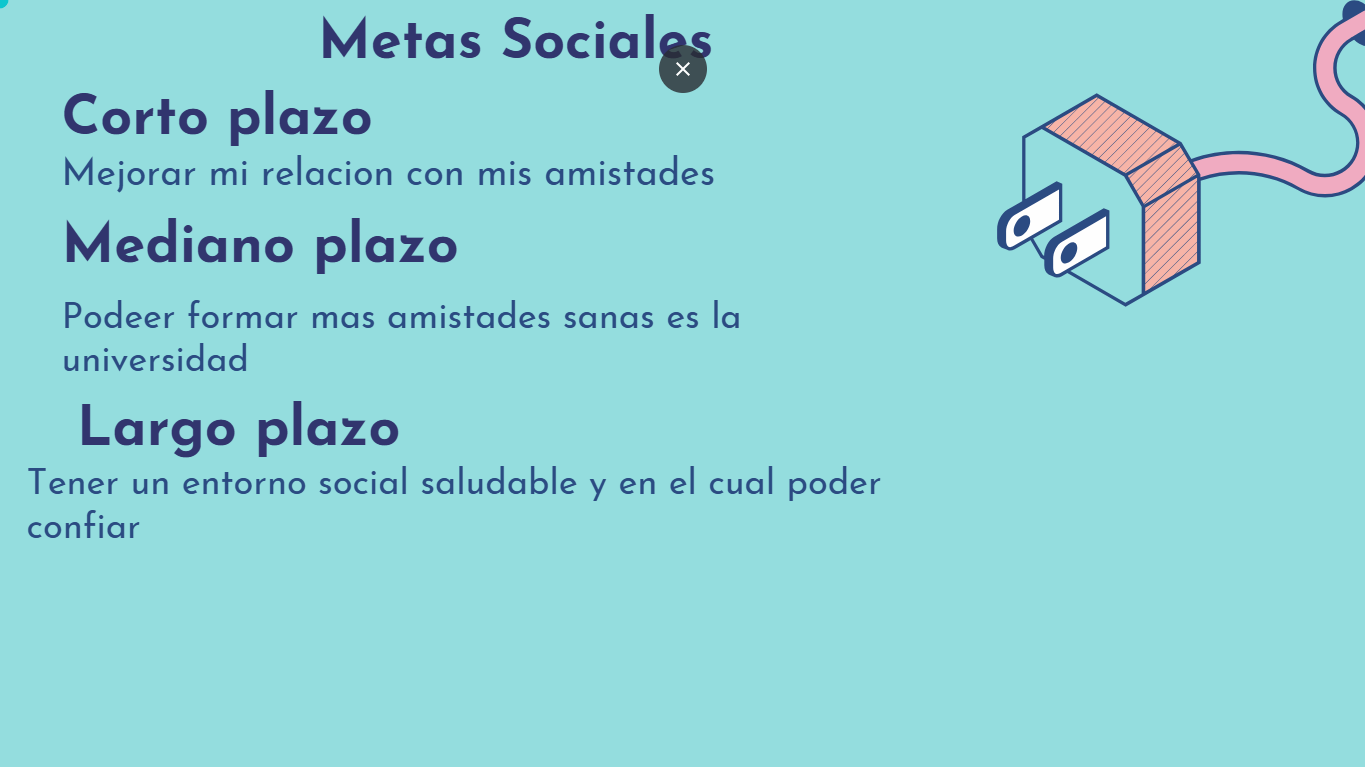 Metas Sociales
Corto plazo
Mejorar mi relacion con mis amistades
Mediano plazo
Podeer formar mas amistades sanas es la
universidad
Largo plazo
Tener un entorno social saludable y en el cual poder
confiar